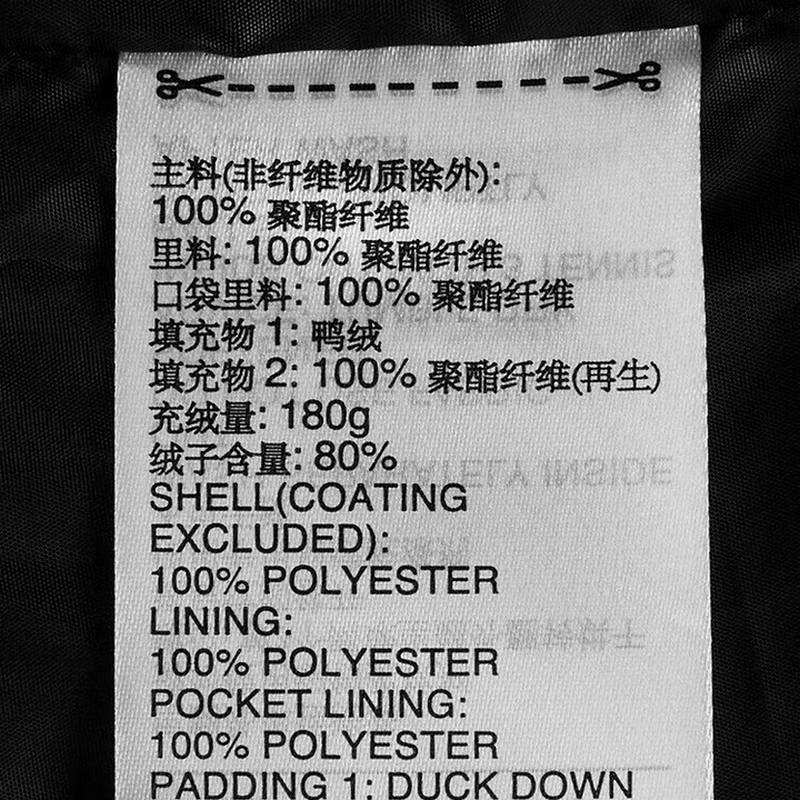 主料(非纤维物质除外):
100% 聚酯纤维
里料: 100% 聚酯纤维
口袋里料: 100% 聚酯纤维
填充物 1: 鸭绒
填充物 2: 100% 聚酯纤维(再生)
充绒量: 180g
绒子含量: 80%
SHELL(COATING
EXCLUDED):
100% POLYESTER
LINING:
100% POLYESTER
POCKET LINING:
100% POLYESTER
PADDING 1: DUCK DOWN